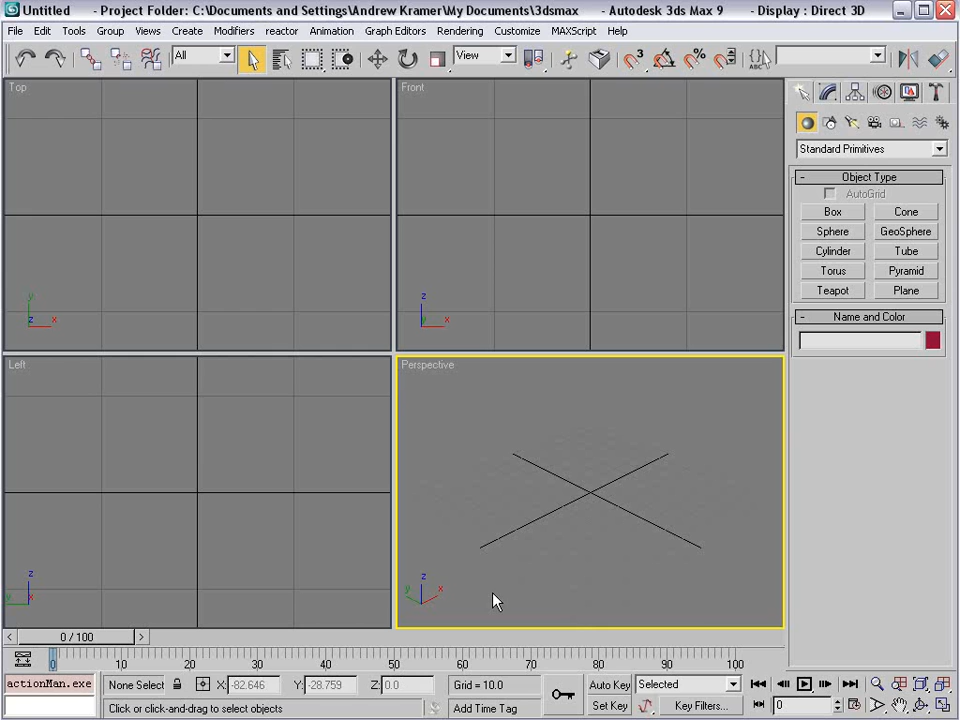 Untitled - Project Folder: C:\Documents and Settings\Andrew Kramer\My Documents\3dsmax - Autodesk 3ds Max 9 - Display : Direct 3D
File Edit Tools Group Views Create Modifiers reactor Animation Graph Editors Rendering Customize MAXScript Help
All View 3 %
Top
Front
Standard Primitives
- Object Type
AutoGrid
Box Cone
Sphere GeoSphere
Cylinder Tube
Torus Pyramid
Teapot Plane
- Name and Color
y
z x
z
y x
Left
Perspective
z
y x
z
y x
< 0 / 100 >
0 10 20 30 40 50 60 70 80 90 100
actionMan.exe None Select X: -82.646 Y: -28.759 Z: 0.0 Grid = 10.0 Auto Key Selected
Click or click-and-drag to select objects Add Time Tag Set Key Key Filters... 0